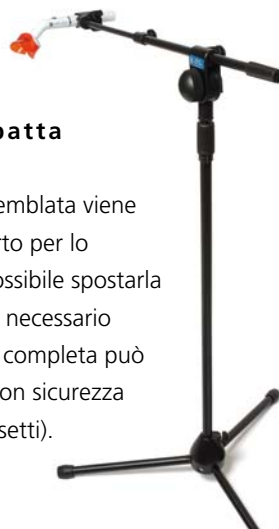 patta
emblata viene
rto per lo
ossibile spostarla
necessario
completa può
on sicurezza
setti).